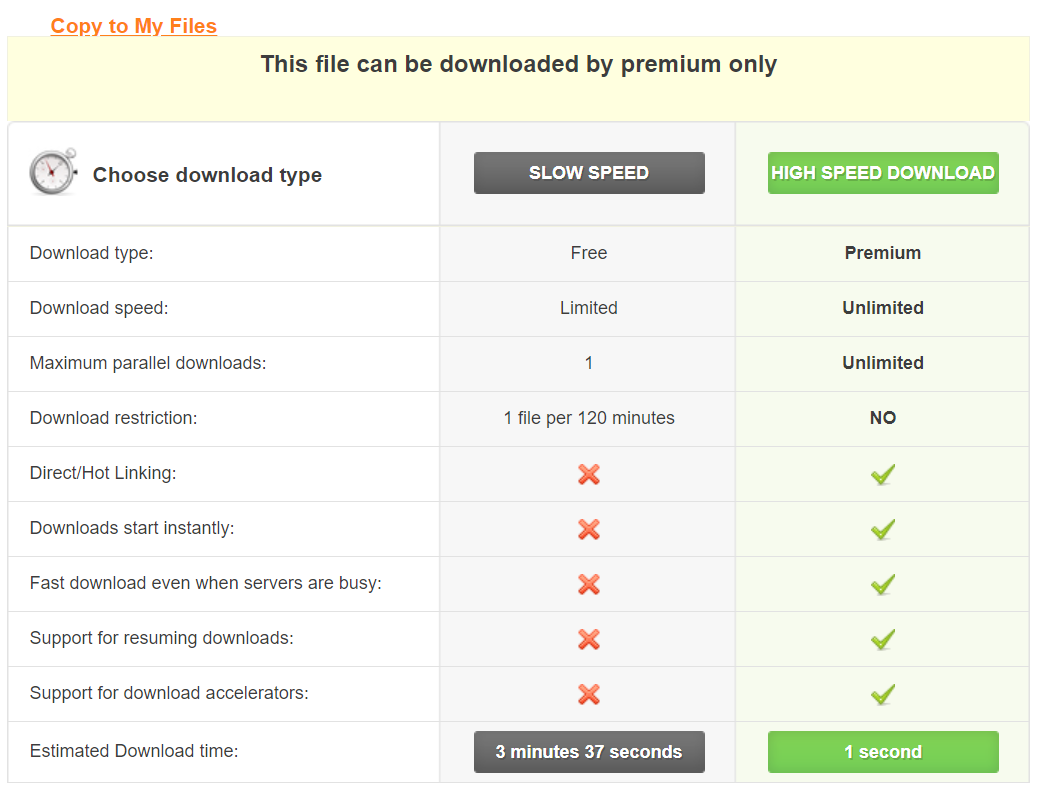 Copy to My Files
This file can be downloaded by premium only
Choose download type
SLOW SPEED
HIGH SPEED DOWNLOAD
Download type:
Free
Premium
Download speed:
Limited
Unlimited
Maximum parallel downloads:
1
Unlimited
Download restriction:
1 file per 120 minutes
NO
Direct/Hot Linking:
Downloads start instantly:
Fast download even when servers are busy:
Support for resuming downloads:
Support for download accelerators:
Estimated Download time:
3 minutes 37 seconds
1 second